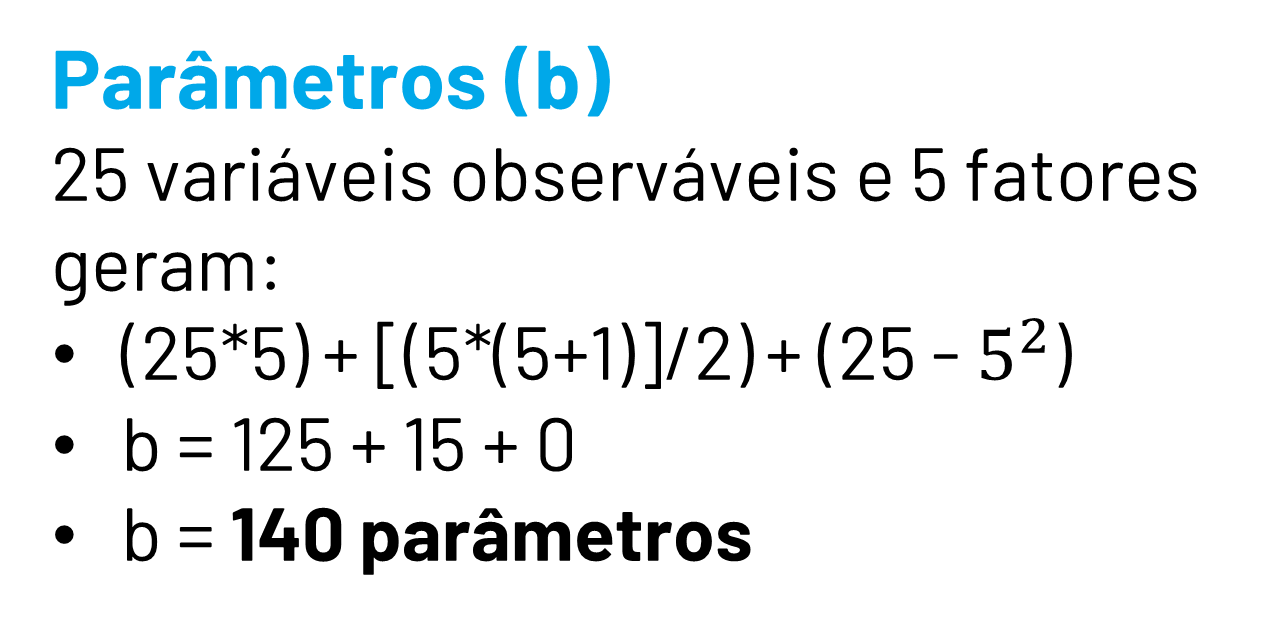 Parâmetros (b)
25 variáveis observáveis e 5 fatores
geram:
• (25*5) + [(5*(5+1)]/2) + (25 – 5²)
• b = 125 + 15 + 0
• b = 140 parâmetros